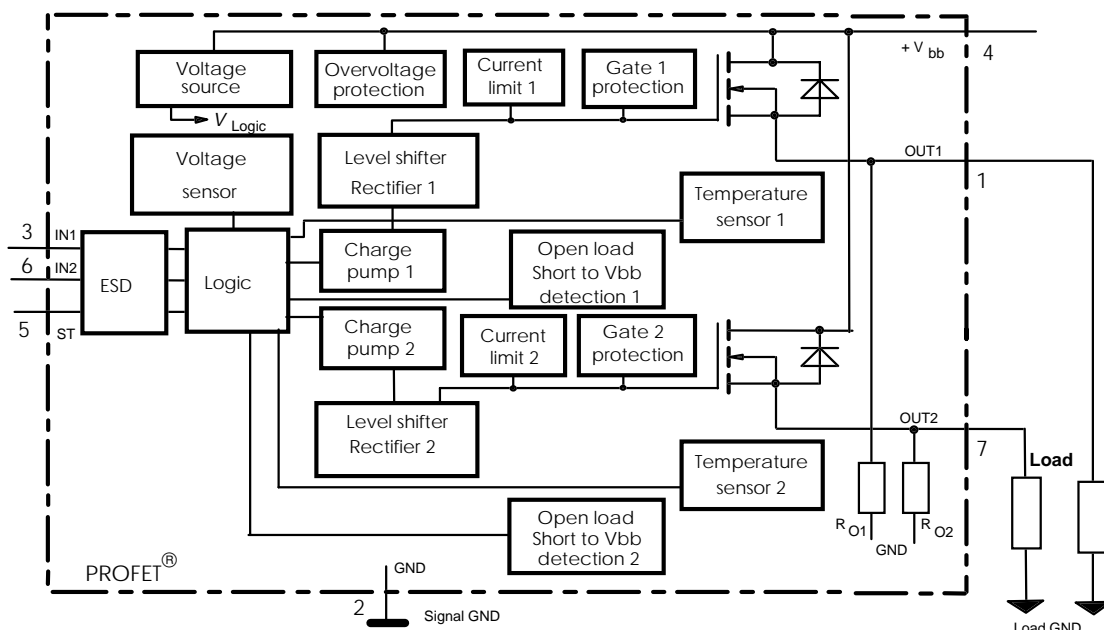 + V bb
4
Voltage
source
Overvoltage
protection
Current
limit 1
Gate 1
protection
V Logic
Voltage
sensor
Level shifter
Rectifier 1
OUT1
1
Temperature
sensor 1
3
IN1
6
IN2
5
ST
ESD
Logic
Charge
pump 1
Open load
Short to Vbb
detection 1
Charge
pump 2
Current
limit 2
Gate 2
protection
Level shifter
Rectifier 2
OUT2
7
Load
Temperature
sensor 2
R O1
GND
R O2
Open load
Short to Vbb
detection 2
PROFET®
GND
2
Signal GND
Load GND